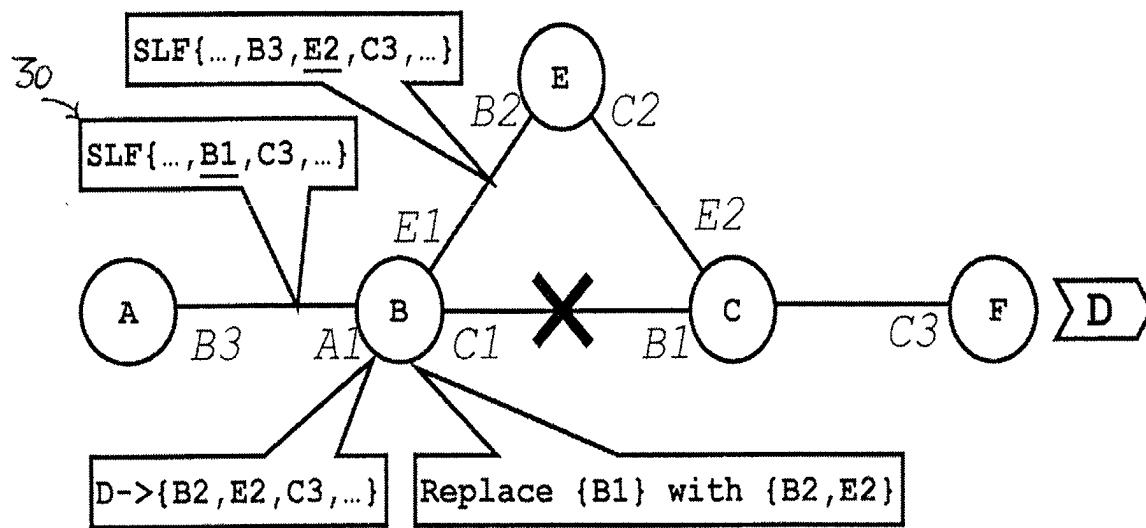 SLF{…,B3,E2,C3,…}
E
30
B2
C2
SLF{…,B1,C3,…}
E1
E2
A
B
C
F
D
B3
A1
C1
B1
C3
D->{B2,E2,C3,…}
Replace {B1} with {B2,E2}